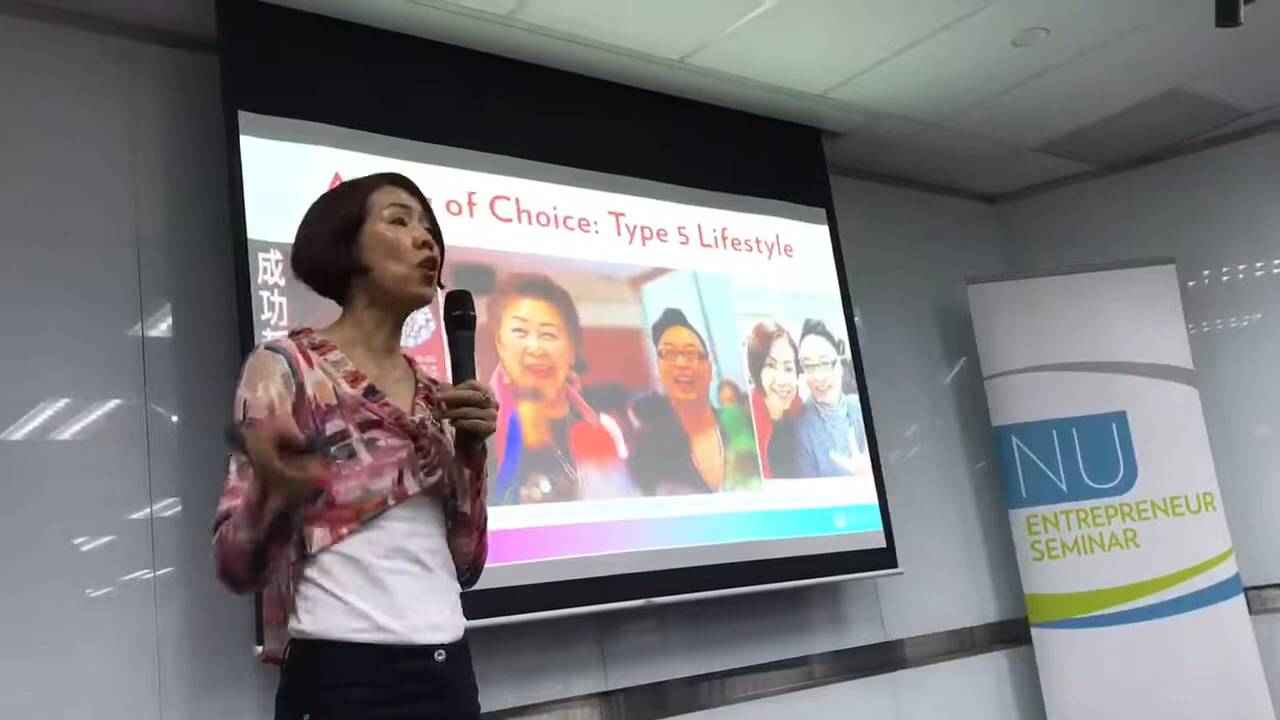 of Choice: Type 5 Lifestyle
成
功
NU
ENTREPRENEUR
SEMINAR